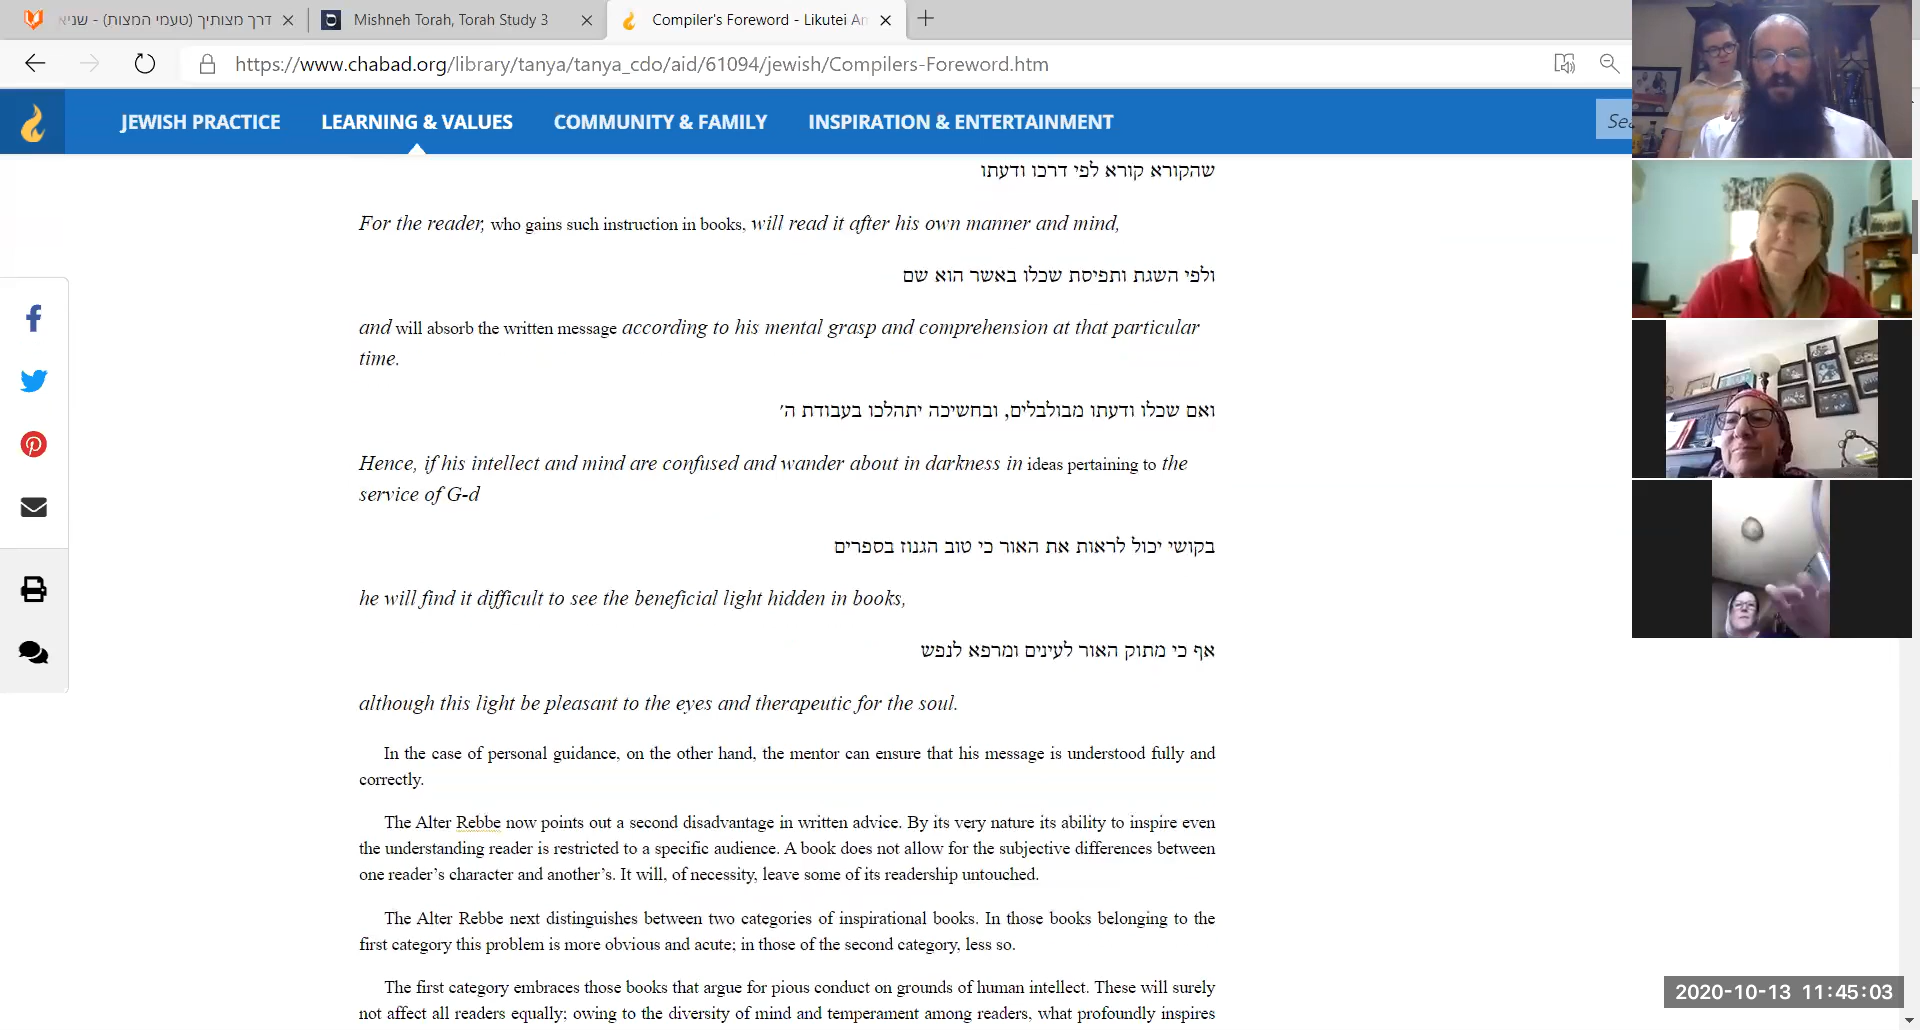 דרך מצותיך (טעמי המצות) - שניא
Mishneh Torah, Torah Study 3
Compiler's Foreword - Likutei Am
https://www.chabad.org/library/tanya/tanya_cdo/aid/61094/jewish/Compilers-Foreword.htm
JEWISH PRACTICE LEARNING & VALUES COMMUNITY & FAMILY INSPIRATION & ENTERTAINMENT
Sea
שהקורא קורא לפי דרכו ודעתו
For the reader, who gains such instruction in books, will read it after his own manner and mind,
ולפי השגת ותפיסת שכלו באשר הוא שם
and will absorb the written message according to his mental grasp and comprehension at that particular
time.
ואם שכלו ודעתו מבולבלים, ובחשיכה יתהלכו בעבודת ה׳
Hence, if his intellect and mind are confused and wander about in darkness in ideas pertaining to the
service of G-d
בקושי יכול לראות את האור כי טוב הגנוז בספרים
he will find it difficult to see the beneficial light hidden in books,
אף כי מתוק האור לעינים ומרפא לנפש
although this light be pleasant to the eyes and therapeutic for the soul.
In the case of personal guidance, on the other hand, the mentor can ensure that his message is understood fully and
correctly.
The Alter Rebbe now points out a second disadvantage in written advice. By its very nature its ability to inspire even
the understanding reader is restricted to a specific audience. A book does not allow for the subjective differences between
one reader’s character and another’s. It will, of necessity, leave some of its readership untouched.
The Alter Rebbe next distinguishes between two categories of inspirational books. In those books belonging to the
first category this problem is more obvious and acute; in those of the second category, less so.
The first category embraces those books that argue for pious conduct on grounds of human intellect. These will surely
not affect all readers equally; owing to the diversity of mind and temperament among readers, what profoundly inspires
2020-10-13 11:45:03